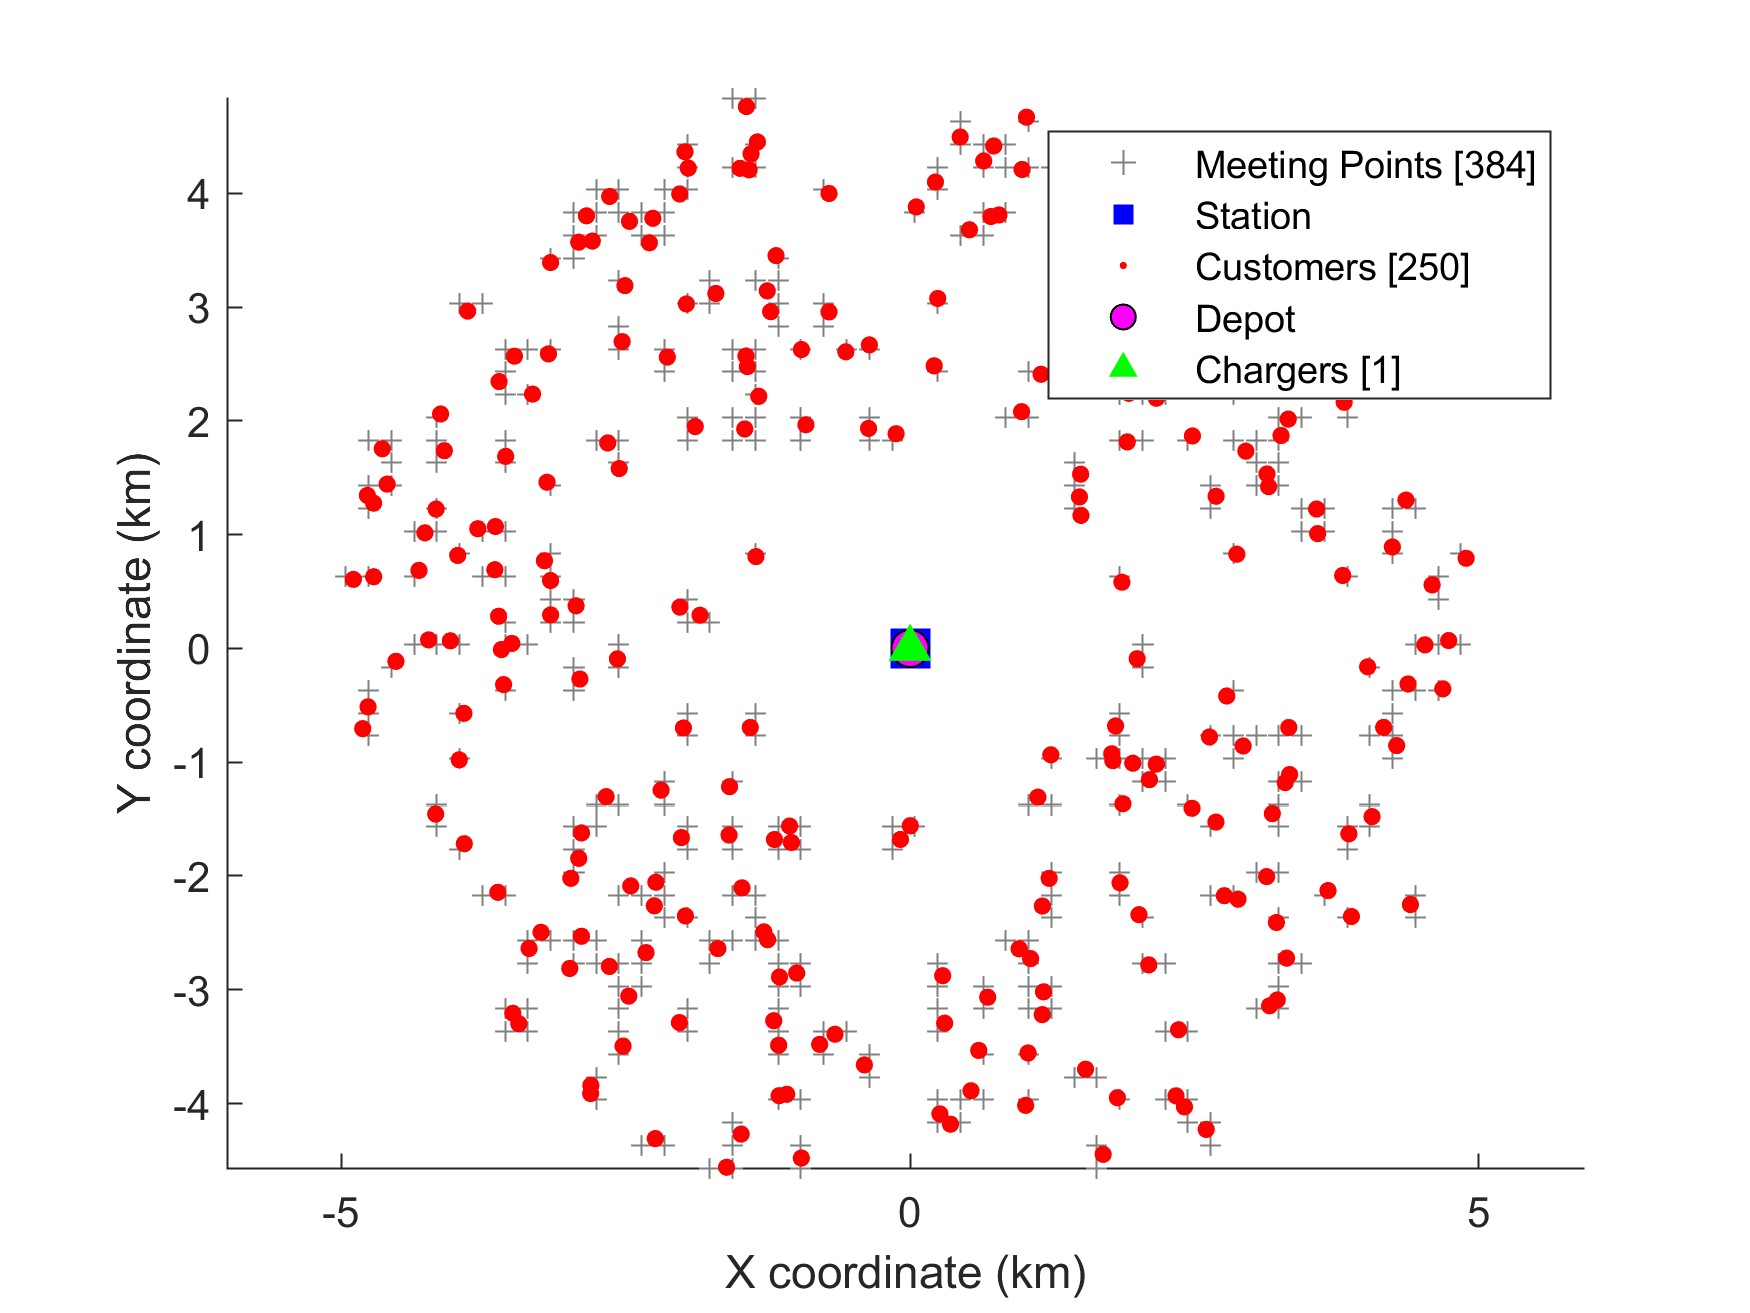 Meeting Points [384]
Station
Customers [250]
Depot
Chargers [1]
4
3
2
1
0
-1
-2
-3
-4
Y coordinate (km)
-5 0 5
X coordinate (km)